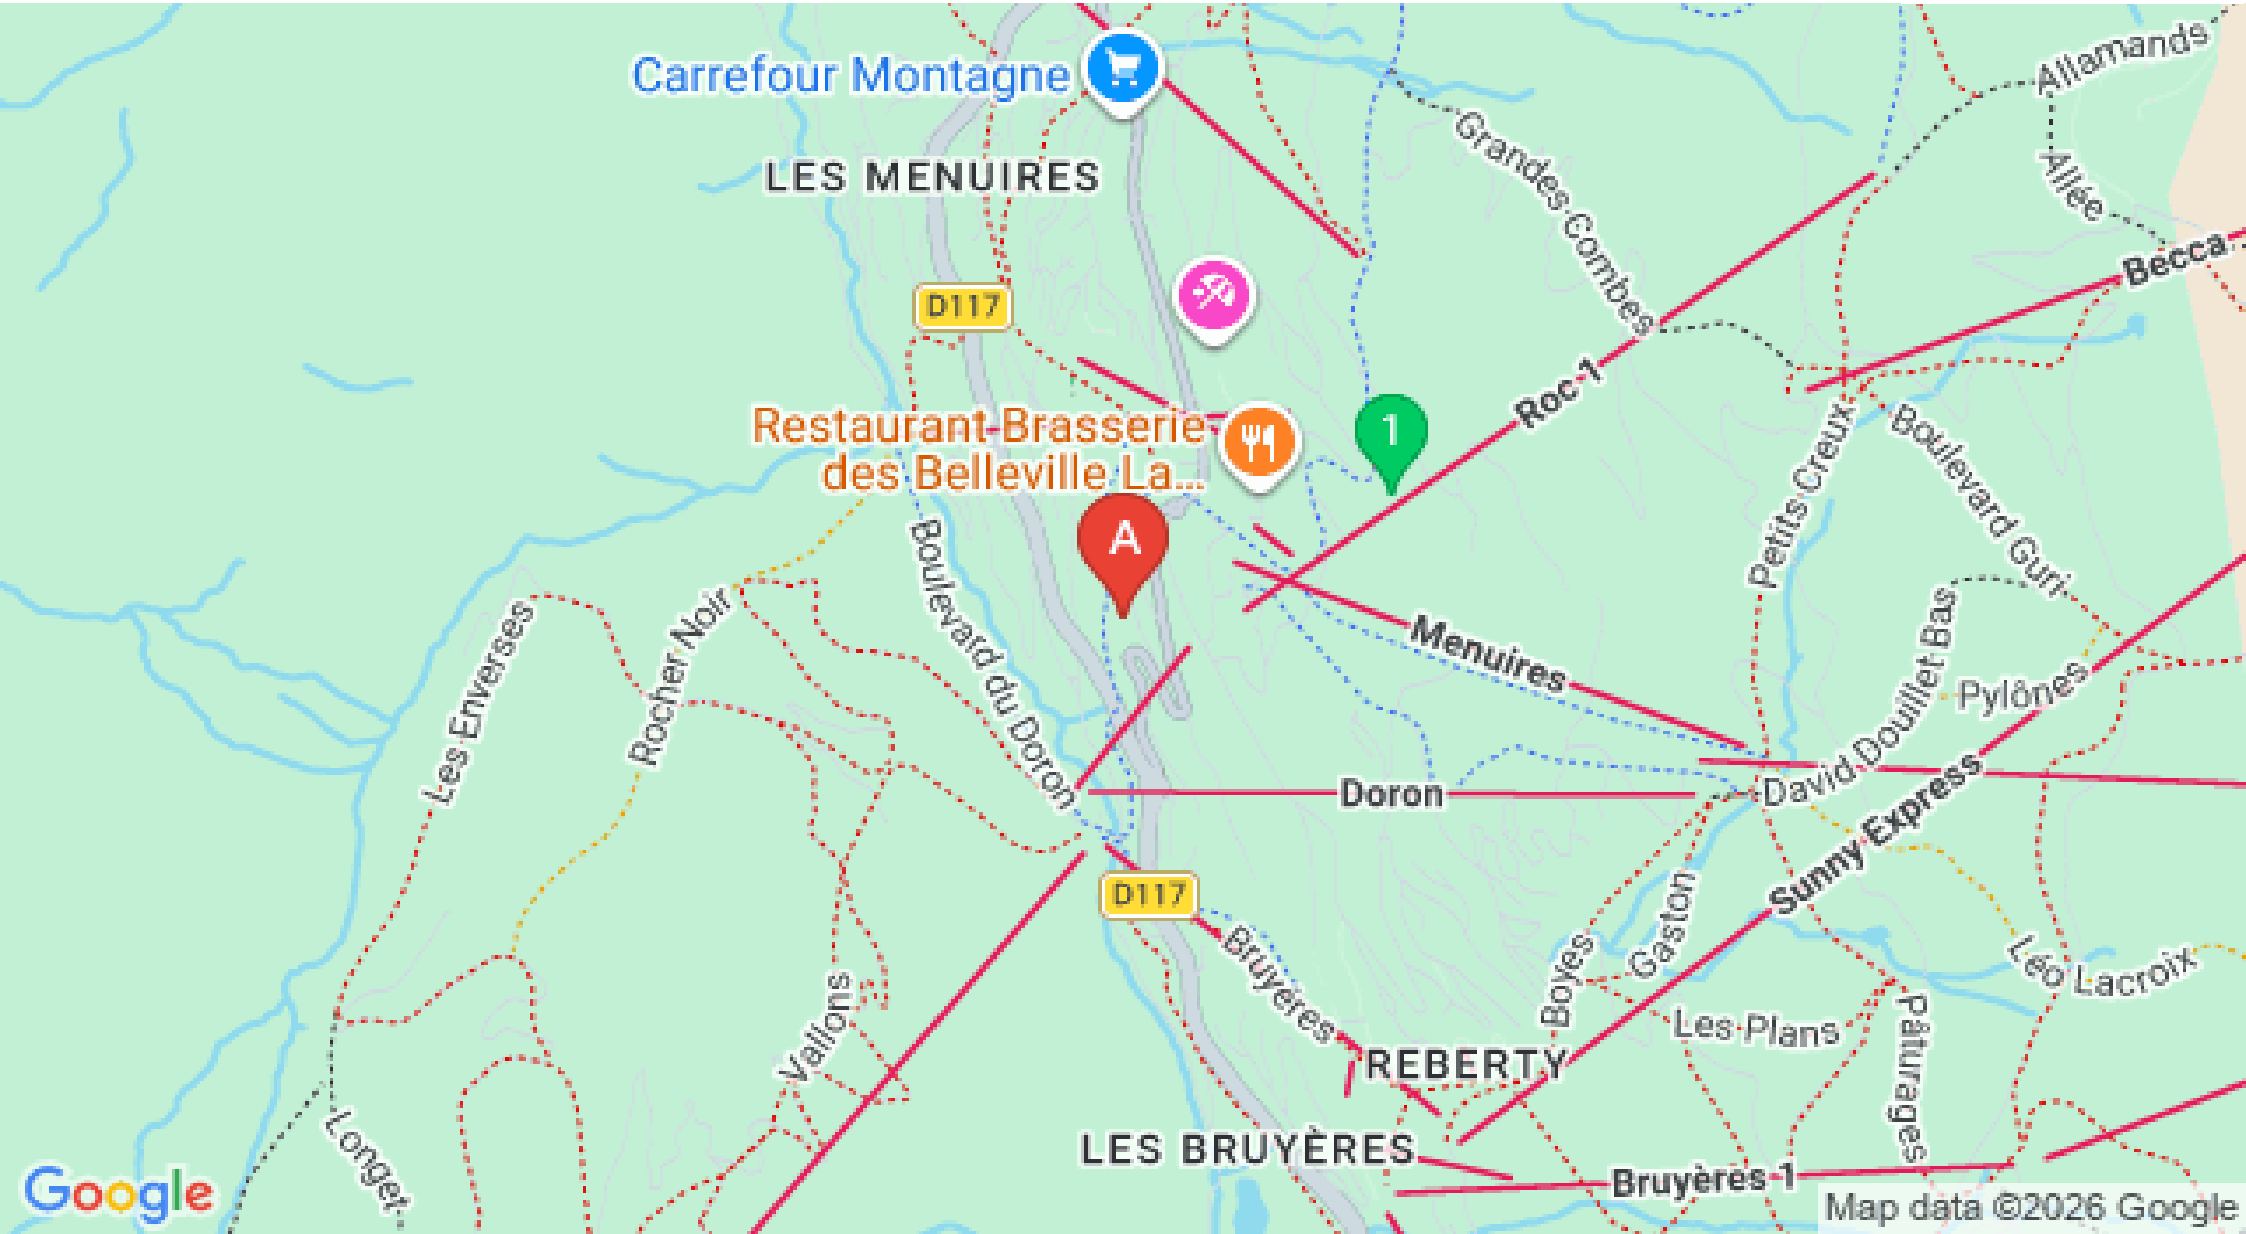 Allamands
Carrefour Montagne
Grandes Combes
LES MENUIRES
Allée
Becca
D117
Roc 1
1
Restaurant Brasserie
des Belleville La...
Petits Creux
Boulevard Guri
A
Boulevard du Doron
Les Enverses
Rocher Noir
Menuires
David Douillet Bas
Pylônes
Doron
Sunny Express
D117
Gaston
Bruyères
Boyes
Léo Lacroix
Vallons
Les Plans
Pâturages
REBERTY
Longet
LES BRUYÈRES
Bruyères 1
Google
Map data ©2026 Google